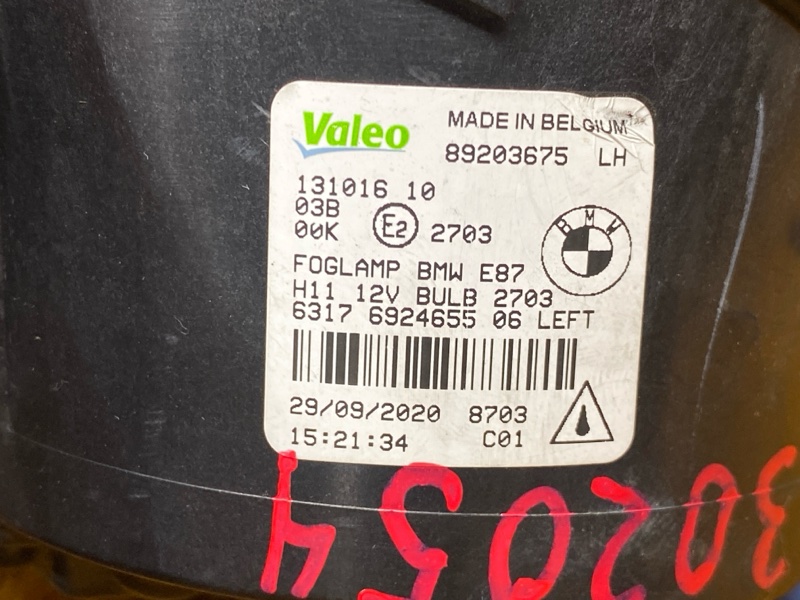 Valeo
MADE IN BELGIUM
89203675 LH
131016 10
03B
00K E2 2703
BMW
FOGLAMP BMW E87
H11 12V BULB 2703
6317 6924655 06 LEFT
29/09/2020 8703
15:21:34 C01